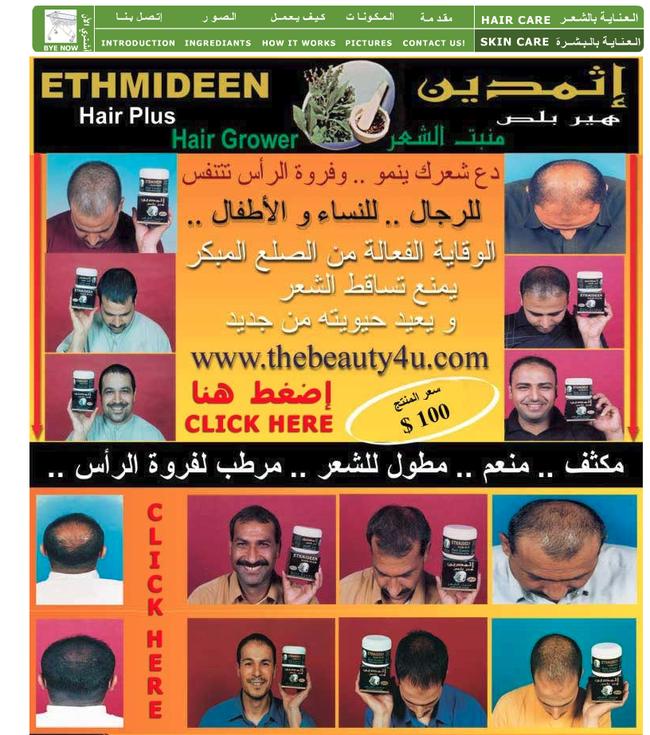 مقدمة المكونات كيف يعمل الصور إتصل بنا
العناية بالشعر HAIR CARE
إشتري الآن
BYE NOW
INTRODUCTION INGREDIANTS HOW IT WORKS PICTURES CONTACT US!
SKIN CARE العناية بالبشرة
ETHMIDEEN إثمدين
Hair Plus هير بلص
Hair Grower منبت الشعر
دع شعرك ينمو .. وفروة الرأس تتنفس
للرجال .. للنساء و الأطفال ..
الوقاية الفعالة من الصلع المبكر
يمنع تساقط الشعر
و يعيد حيويته من جديد
www.thebeauty4u.com
إضغط هنا
CLICK HERE
سعر المنتج
$ 100
مكثف .. منعم .. مطول للشعر .. مرطب لفروة الرأس ..
CLICK HERE